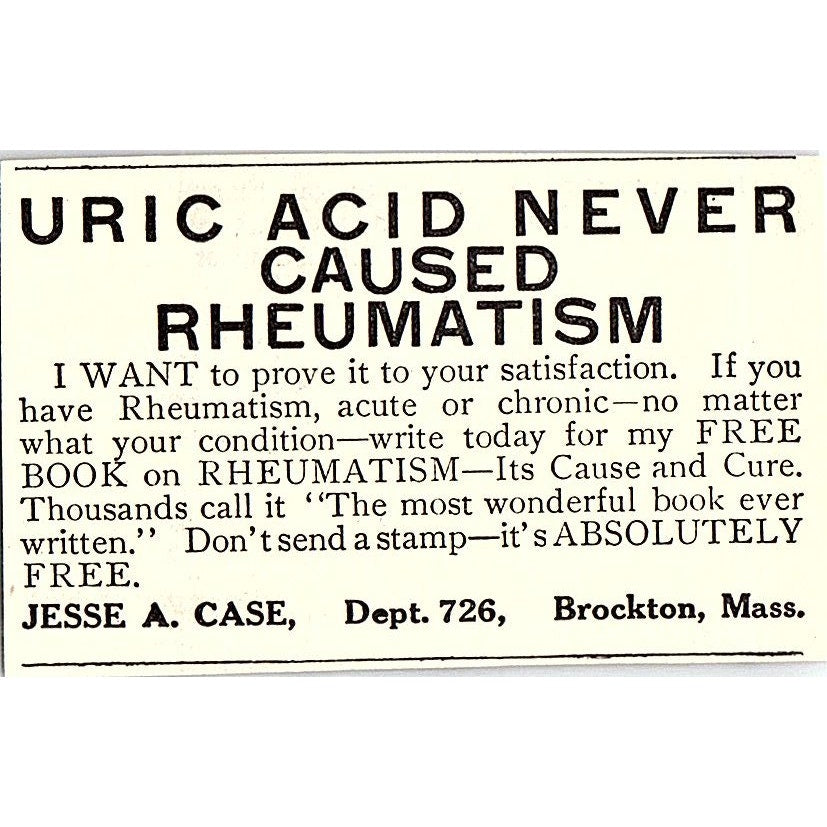 URIC ACID NEVER
CAUSED
RHEUMATISM
I WANT to prove it to your satisfaction. If you
have Rheumatism, acute or chronic—no matter
what your condition—write today for my FREE
BOOK on RHEUMATISM—Its Cause and Cure.
Thousands call it "The most wonderful book ever
written." Don't send a stamp—it's ABSOLUTELY
FREE.
JESSE A. CASE, Dept. 726, Brockton, Mass.